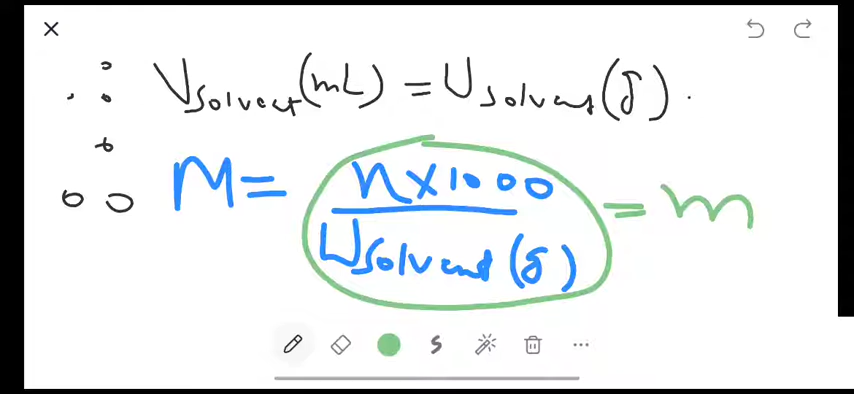 ∴ Vsolvent(mL) = Wsolvent(g).
∴ M = n×1000 / Wsolvent(g) = m